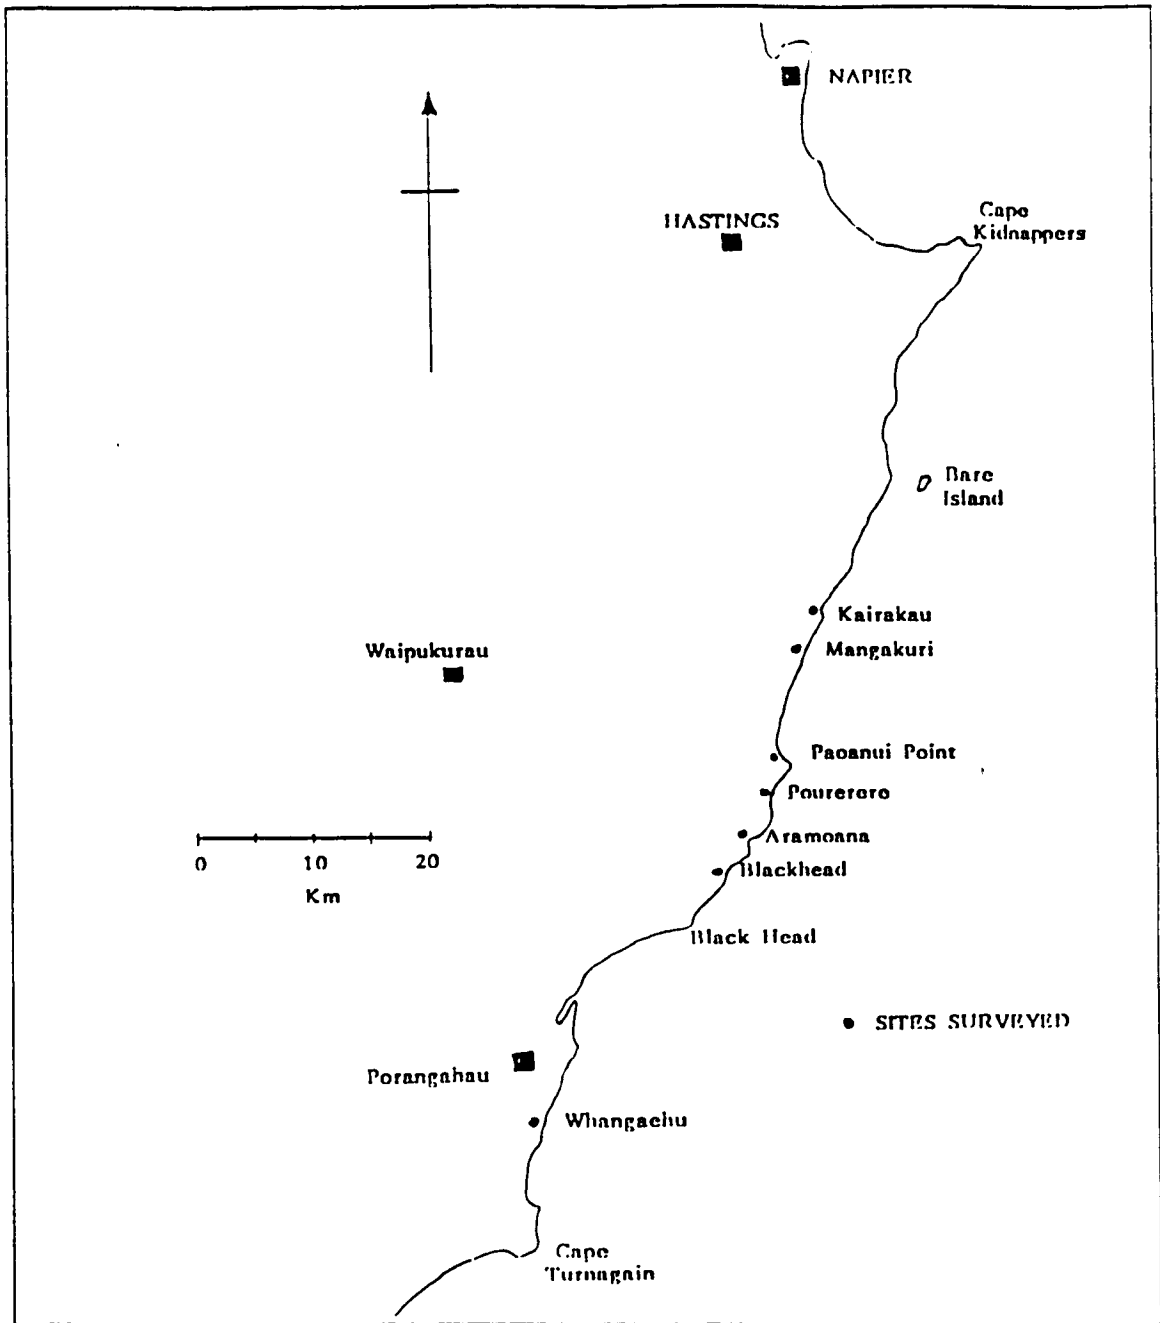 NAPIER
HASTINGS
Cape
Kidnappers
Bare
Island
Kairakau
Mangakuri
Waipukurau
Paoanui Point
Pourerere
Aramoana
0 10 20
Km
Blackhead
Black Head
SITES SURVEYED
Porangahau
Whangaehu
Cape
Turnagain